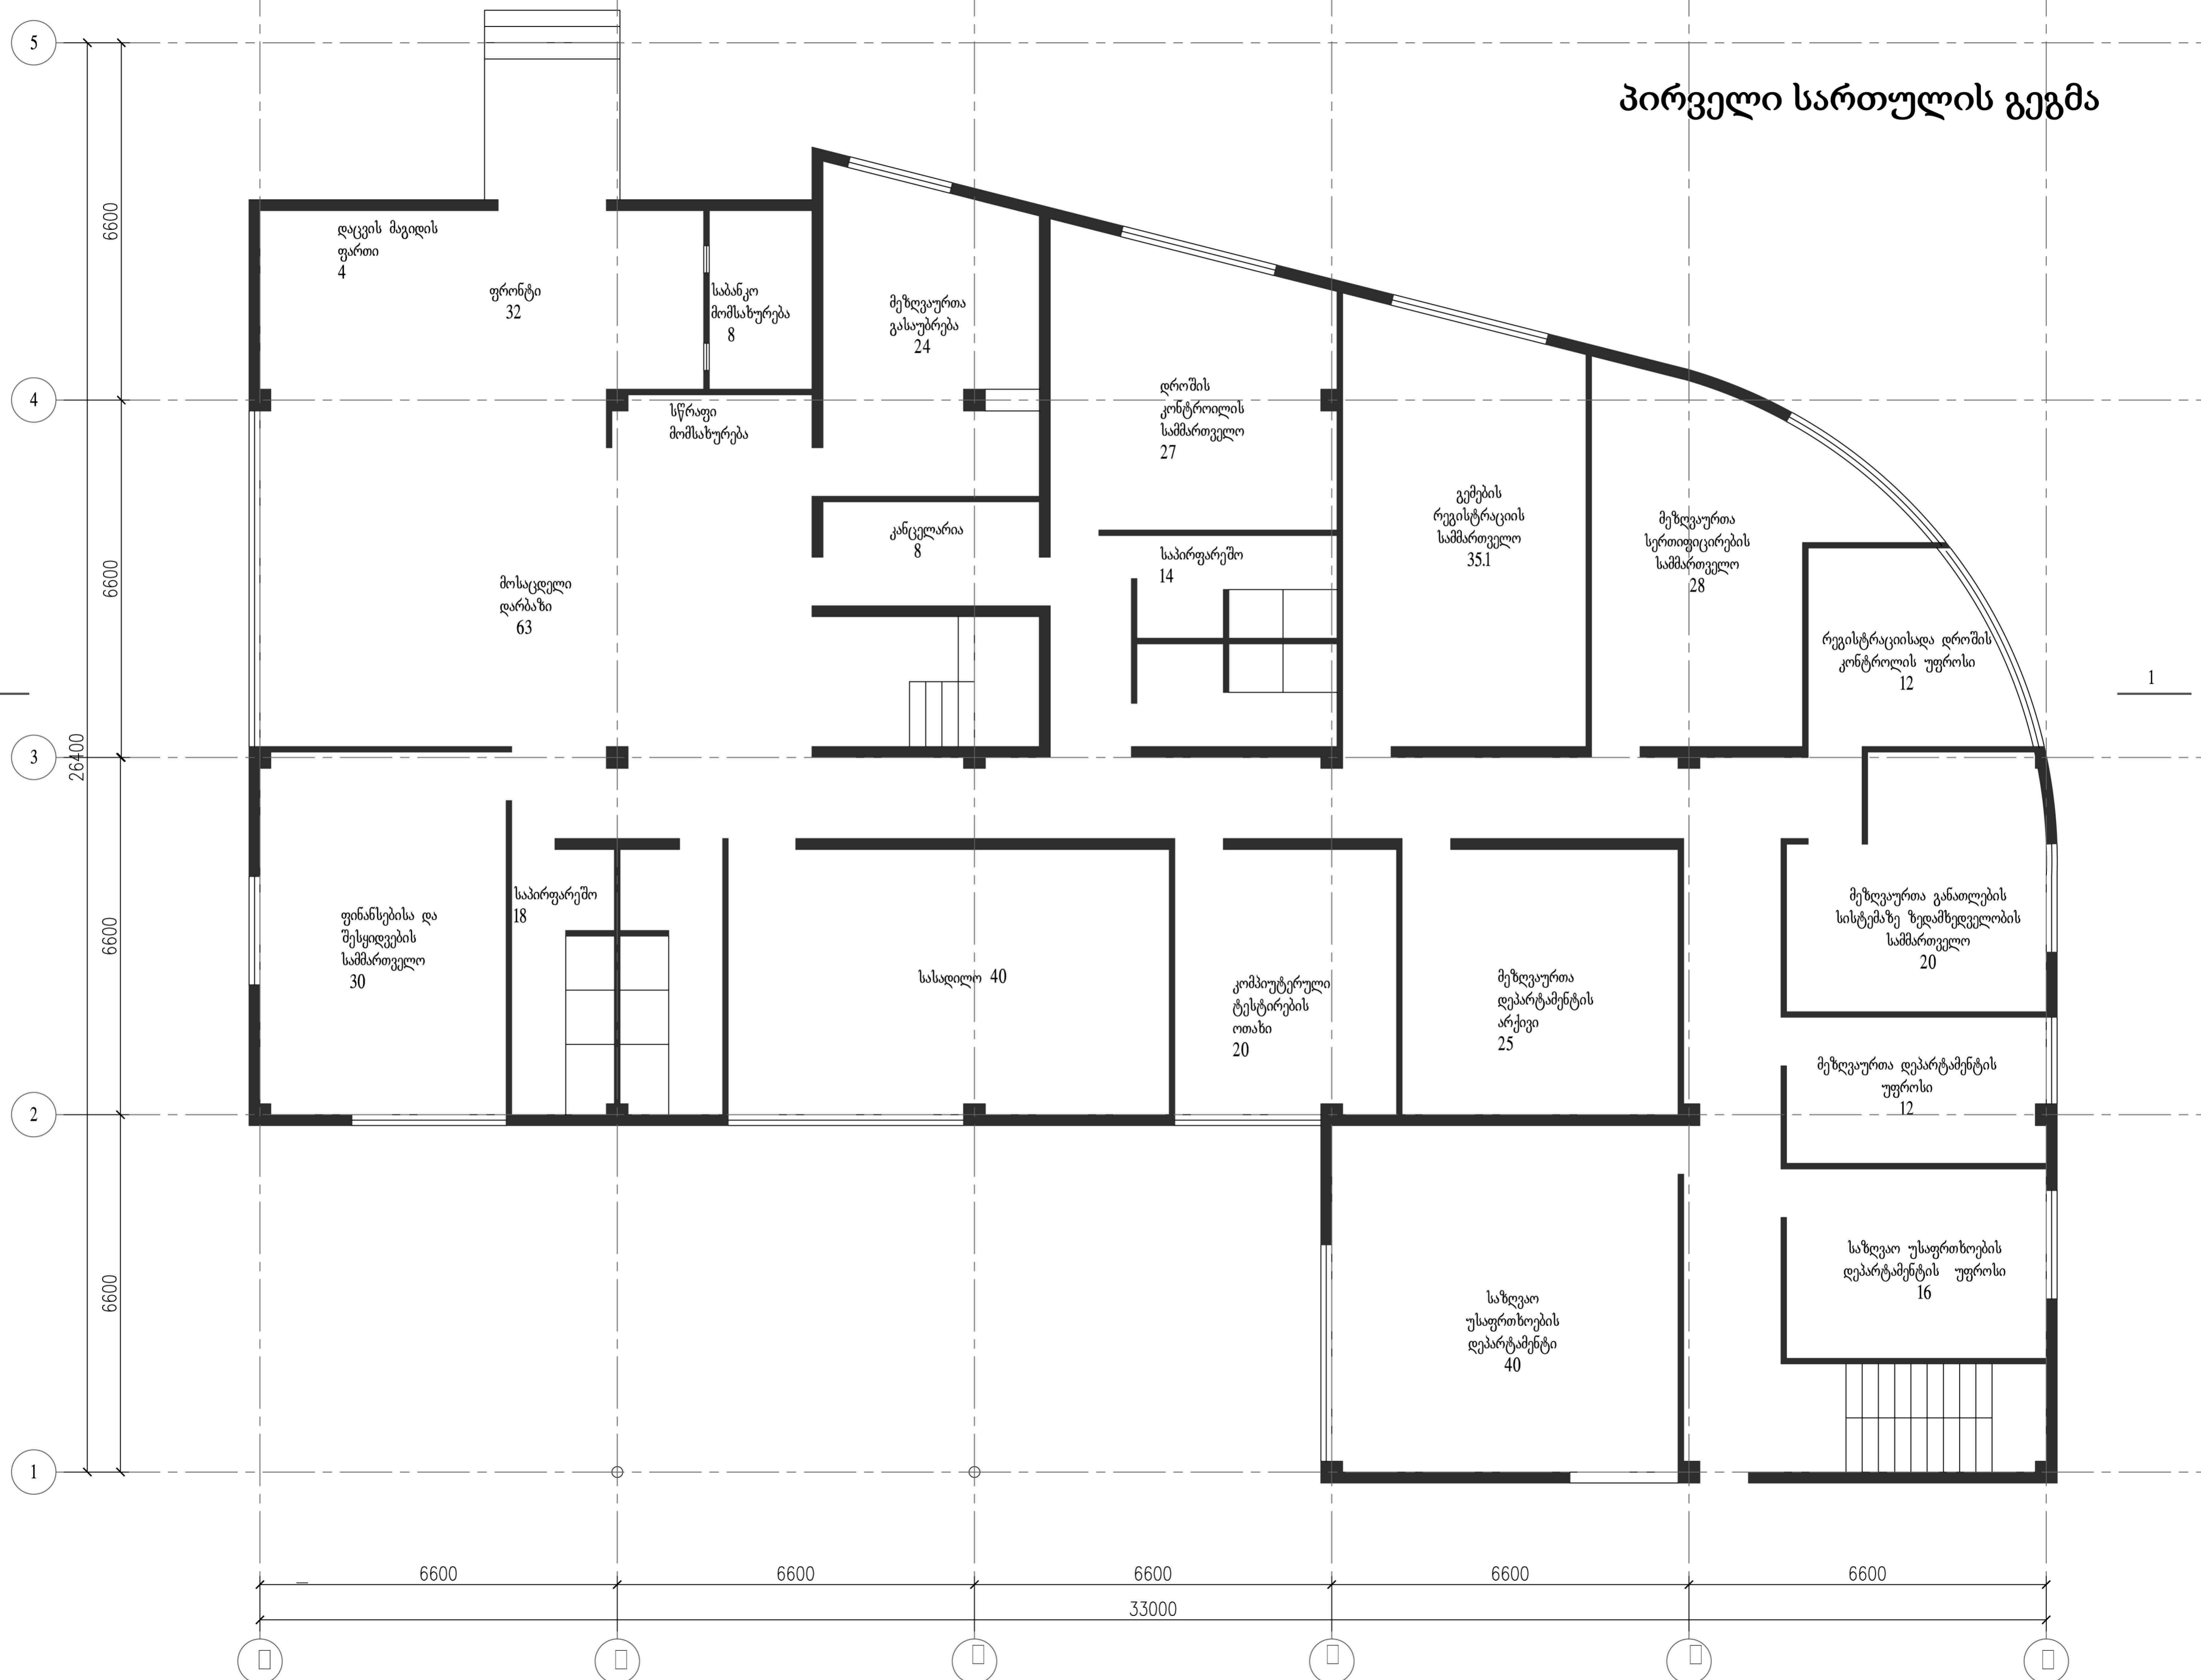 5
პირველი სართულის გეგმა
6600
დაცვის მაგიდის
ფართი
4
ფრონტი
32
საბანკო
მომსახურება
8
მეზღვაურთა
გასაუბრება
24
4
სწრაფი
მომსახურება
დროშის
კონტროილის
სამმართველო
27
გემების
რეგისტრაციის
სამმართველო
35.1
მეზღვაურთა
სერთიფიცირების
სამმართველო
28
კანცელარია
8
საპირფარეშო
14
6600
მოსაცდელი
დარბაზი
63
რეგისტრაციისადა დროშის
კონტროლის უფროსი
12
1
3
26400
6600
ფინანსებისა და
შესყიდვების
სამმართველო
30
საპირფარეშო
18
სასადილო 40
კომპიუტერული
ტესტირების
ოთახი
20
მეზღვაურთა
დეპარტამენტის
არქივი
25
მეზღვაურთა განათლების
სისტემაზე ზედამხედველობის
სამმართველო
20
მეზღვაურთა დეპარტამენტის
უფროსი
12
2
6600
საზღვაო
უსაფრთხოების
დეპარტამენტი
40
საზღვაო უსაფრთხოების
დეპარტამენტის უფროსი
16
1
6600 6600 6600 6600 6600
33000